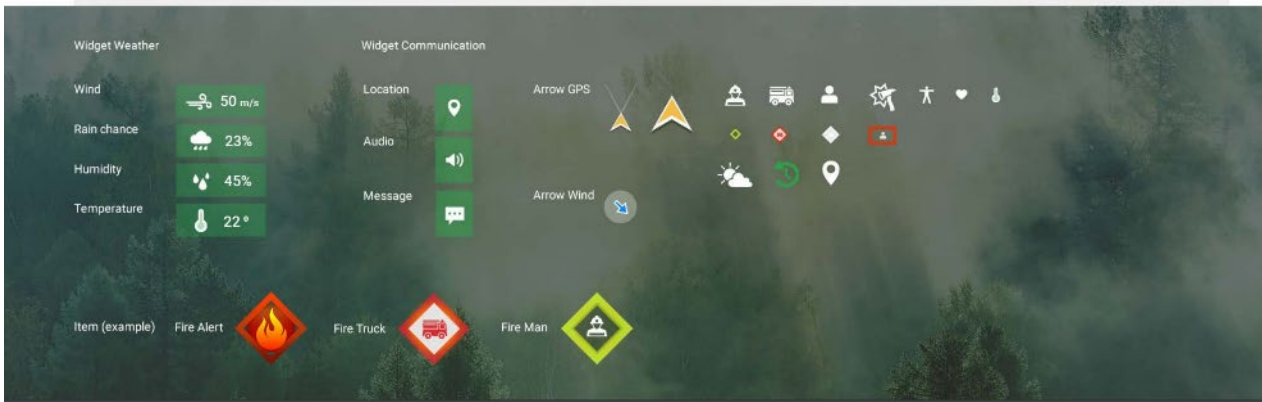 Widget Weather
Wind
50 m/s
Rain chance
23%
Humidity
45%
Temperature
22°
Widget Communication
Location
Audio
Message
Arrow GPS
Arrow Wind
Item (example)
Fire Alert
Fire Truck
Fire Man